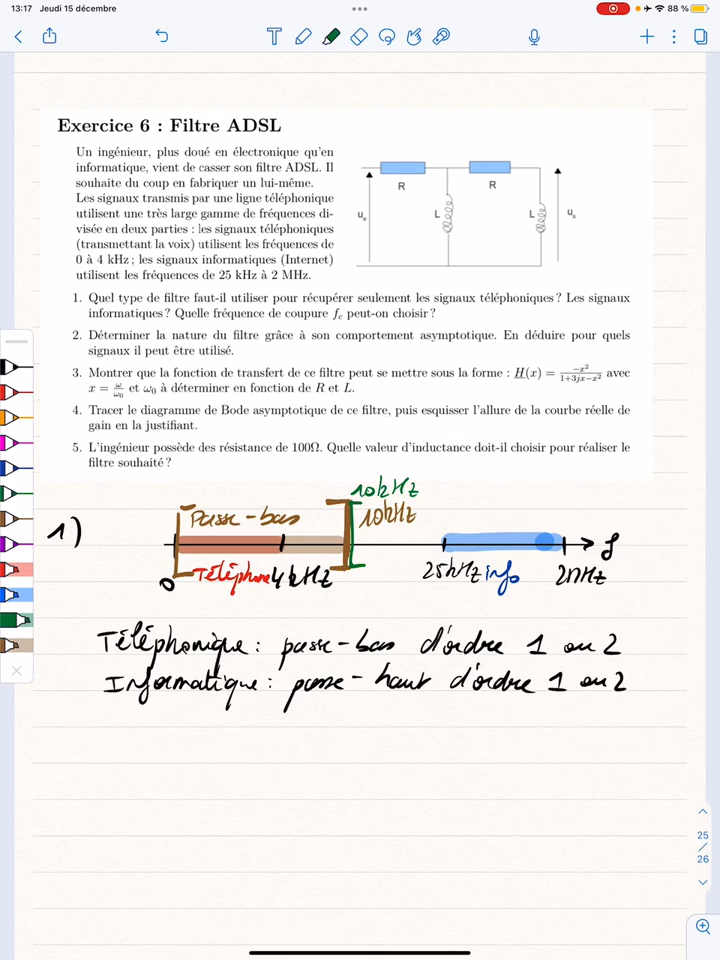 13:17 Jeudi 15 décembre
88 %
Exercice 6 : Filtre ADSL
Un ingénieur, plus doué en électronique qu'en
informatique, vient de casser son filtre ADSL. Il
souhaite du coup en fabriquer un lui-même.
Les signaux transmis par une ligne téléphonique
utilisent une très large gamme de fréquences di-
visée en deux parties : les signaux téléphoniques
(transmettant la voix) utilisent les fréquences de
0 à 4 kHz ; les signaux informatiques (Internet)
utilisent les fréquences de 25 kHz à 2 MHz.
R R
u_e L L u_s
1. Quel type de filtre faut-il utiliser pour récupérer seulement les signaux téléphoniques ? Les signaux
informatiques ? Quelle fréquence de coupure f_c peut-on choisir ?
2. Déterminer la nature du filtre grâce à son comportement asymptotique. En déduire pour quels
signaux il peut être utilisé.
3. Montrer que la fonction de transfert de ce filtre peut se mettre sous la forme : H(x) = -x²/(1+3jx-x²) avec
x = ω/ω₀ et ω₀ à déterminer en fonction de R et L.
4. Tracer le diagramme de Bode asymptotique de ce filtre, puis esquisser l'allure de la courbe réelle de
gain en la justifiant.
5. L'ingénieur possède des résistance de 100Ω. Quelle valeur d'inductance doit-il choisir pour réaliser le
filtre souhaité ?
10kHz
1) Passe-bas 10kHz
f
0 Téléphone 4kHz 25kHz info 2MHz
Téléphonique : passe-bas d'ordre 1 ou 2
Informatique : passe-haut d'ordre 1 ou 2
25
/
26